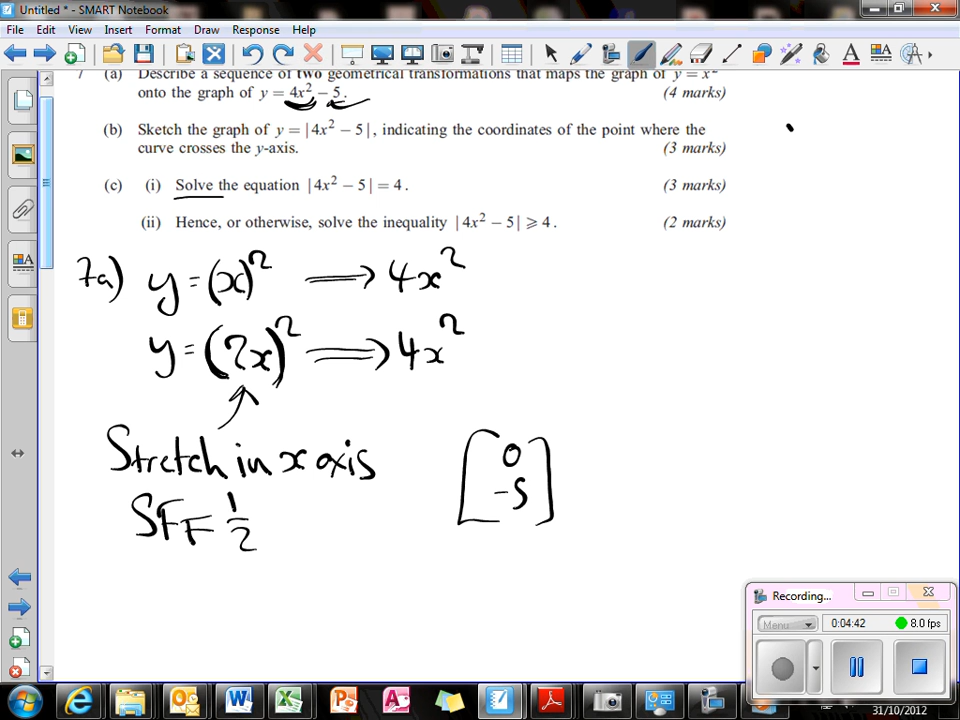 Untitled * - SMART Notebook
File Edit View Insert Format Draw Response Help
7 (a) Describe a sequence of two geometrical transformations that maps the graph of y = x²
onto the graph of y = 4x² − 5. (4 marks)
(b) Sketch the graph of y = |4x² − 5|, indicating the coordinates of the point where the
curve crosses the y-axis. (3 marks)
(c) (i) Solve the equation |4x² − 5| = 4. (3 marks)
(ii) Hence, or otherwise, solve the inequality |4x² − 5| ⩾ 4. (2 marks)
7a) y = (x)² ⟹ 4x²
y = (2x)² ⟹ 4x²
Stretch in x axis
SFF 1/2
[0
-5]
Recording...
Menu 0:04:42 8.0 fps
31/10/2012